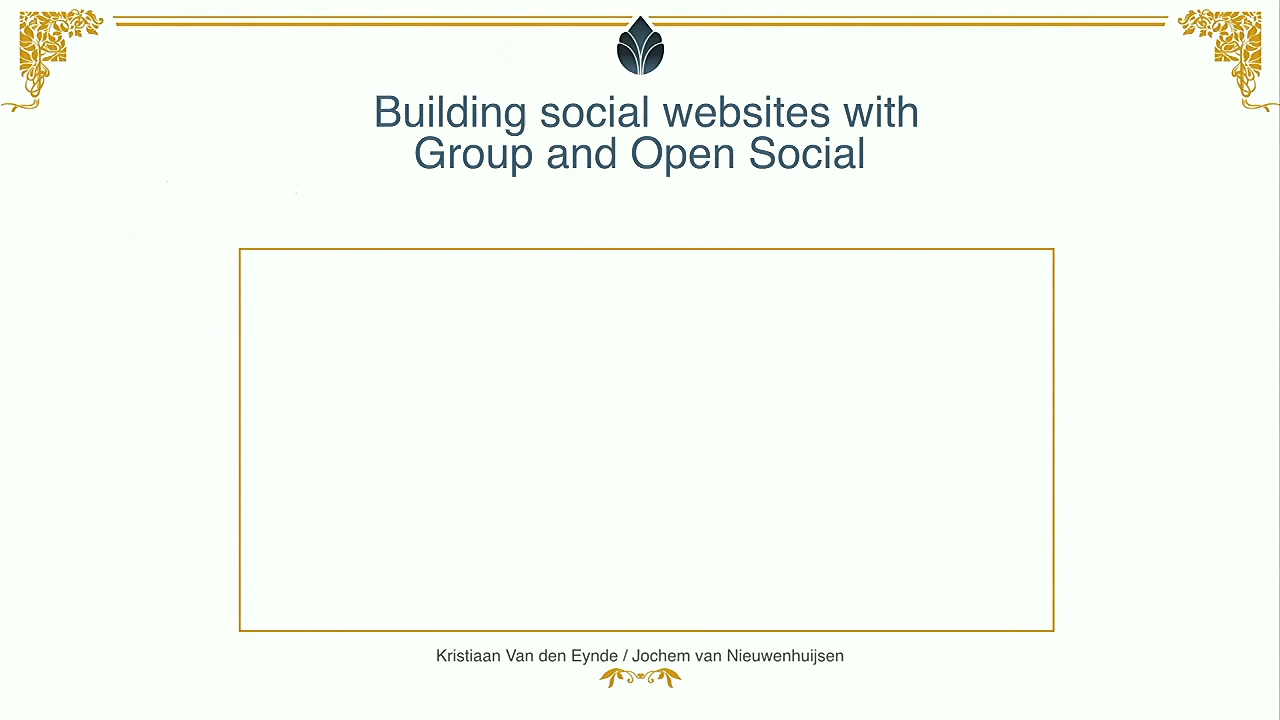 Building social websites with
Group and Open Social
Kristiaan Van den Eynde / Jochem van Nieuwenhuijsen